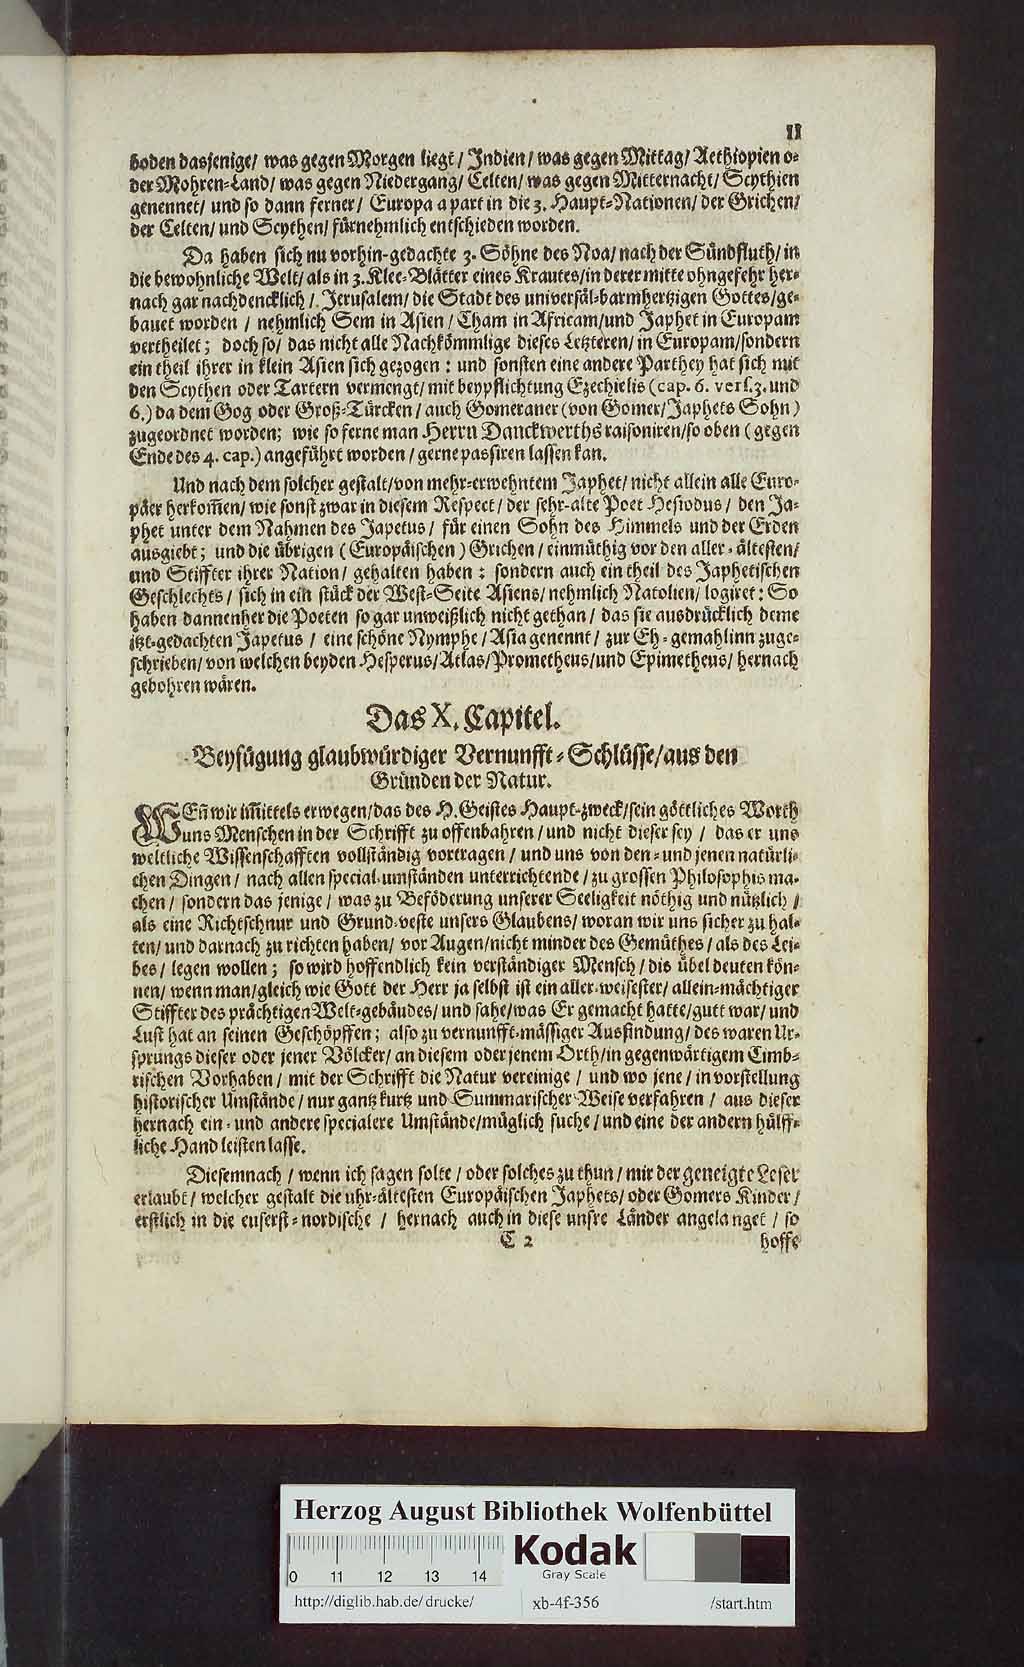 11
boden dasjenige/ was gegen Morgen liegt/ Indien/ was gegen Mittag/ Aethiopien o-
der Mohren-Land/ was gegen Niedergang/ Celten/ was gegen Mitternacht/ Scythien
genennet/ und so dann ferner/ Europa a part in die 3. Haupt-Nationen/ der Grichen/
der Celten/ und Scythen/ fürnehmlich entschieden worden.
Da haben sich nu vorhin-gedachte 3. Söhne des Noa/ nach der Sündfluth/ in
die bewohnliche Welt/ als in 3. Klee-Blätter eines Krautes/ in derer mitte ohngefehr her-
nach gar nachdencklich/ Jerusalem/ die Stadt des universäl-barmhertzigen Gottes/ ge-
bauet worden / nehmlich Sem in Asien / Cham in Africam/ und Japhet in Europam
vertheilet; doch so/ das nicht alle Nachkömmlige dieses Letzteren/ in Europam/ sondern
ein theil ihrer in klein Asien sich gezogen: und sonsten eine andere Parthey hat sich mit
den Scythen oder Tartern vermengt/ mit beypflichtung Ezechielis (cap. 6. vers. 3. und
6.) da dem Gog oder Groß-Türcken/ auch Gomeraner (von Gomer/ Japhets Sohn)
zugeordnet worden; wie so ferne man Herrn Danckwerths raisoniren/ so oben (gegen
Ende des 4. cap.) angeführt worden / gerne passiren lassen kan.
Und nach dem solcher gestalt/ von mehr-erwehntem Japhet/ nicht allein alle Euro-
päer herkom̃en/ wie sonst zwar in diesem Respect/ der sehr-alte Poet Hesiodus/ den Ja-
phet unter dem Nahmen des Japetus/ für einen Sohn des Himmels und der Erden
ausgiebt; und die übrigen (Europäischen) Grichen/ einmüthig vor den aller-ältesten/
und Stiffter ihrer Nation/ gehalten haben: sondern auch ein theil des Japhetischen
Geschlechts/ sich in ein stück der West-Seite Asiens/ nehmlich Natolien/ logiret: So
haben dannenher die Poeten so gar unweißlich nicht gethan/ das sie ausdrücklich deme
itzt-gedachten Japetus / eine schöne Nymphe/ Asia genennt/ zur Eh-gemahlinn zuge-
schrieben/ von welchen beyden Hesperus/ Atlas/ Prometheus/ und Epimetheus/ hernach
gebohren wären.
Das X. Capitel.
Beyfügung glaubwürdiger Vernunfft-Schlüsse/ aus den
Gründen der Natur.
WEñ wir im̃ittels erwegen/ das des H. Geistes Haupt-zweck/ sein göttliches Worth
uns Menschen in der Schrifft zu offenbahren/ und nicht dieser sey / das er uns
weltliche Wissenschafften vollständig vortragen / und uns von den- und jenen natürli-
chen Dingen/ nach allen special-umständen unterrichtende/ zu grossen Philosophis ma-
chen/ sondern das jenige/ was zu Beföderung unserer Seeligkeit nöthig und nützlich /
als eine Richtschnur und Grund-veste unsers Glaubens/ woran wir uns sicher zu hal-
ten/ und darnach zu richten haben/ vor Augen/ nicht minder des Gemüthes/ als des Lei-
bes/ legen wollen; so wird hoffendlich kein verständiger Mensch/ dis übel deuten kön-
nen/ wenn man/ gleich wie Gott der Herr ja selbst ist ein aller-weisester/ allein-mächtiger
Stiffter des prächtigen Welt-gebäudes/ und sahe/ was Er gemacht hatte/ gutt war/ und
Lust hat an seinen Geschöpffen; also zu vernunfft-mässiger Ausfindung/ des waren Ur-
sprungs dieser oder jener Völcker/ an diesem oder jenem Orth/ in gegenwärtigem Cimb-
rischen Vorhaben/ mit der Schrifft die Natur vereinige / und wo jene/ in vorstellung
historischer Umstände/ nur gantz kurtz und Summarischer Weise verfahren/ aus dieser
hernach ein- und andere specialere Umstände/ müglich suche/ und eine der andern hülff-
liche Hand leisten lasse.
Diesemnach / wenn ich sagen solte / oder solches zu thun/ mir der geneigte Leser
erlaubt/ welcher gestalt die uhr-ältesten Europäischen Japhets/ oder Gomers Kinder/
erstlich in die euserst-nordische / hernach auch in diese unsre Länder angelanget / so
C 2 hoffe
Herzog August Bibliothek Wolfenbüttel
Kodak
Gray Scale
0 11 12 13 14
http://diglib.hab.de/drucke/ xb-4f-356 /start.htm